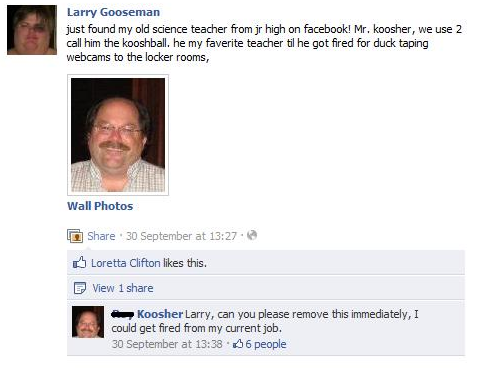 Larry Gooseman
just found my old science teacher from jr high on facebook! Mr. koosher, we use 2
call him the kooshball. he my faverite teacher til he got fired for duck taping
webcams to the locker rooms,
Wall Photos
Share · 30 September at 13:27 ·
Loretta Clifton likes this.
View 1 share
Koosher Larry, can you please remove this immediately, I
could get fired from my current job.
30 September at 13:38 · 6 people